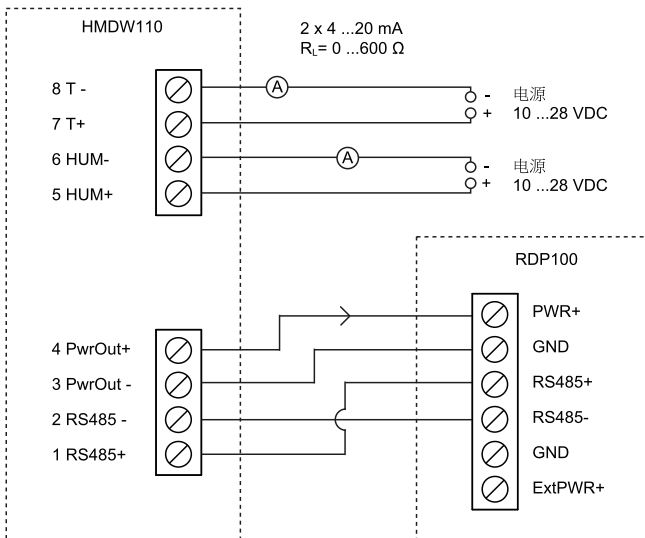 HMDW110
2 x 4 ...20 mA
RL= 0 ...600 Ω
8 T -
7 T+
6 HUM-
5 HUM+
A
- 电源
+ 10 ...28 VDC
A
- 电源
+ 10 ...28 VDC
RDP100
4 PwrOut+
3 PwrOut -
2 RS485 -
1 RS485+
PWR+
GND
RS485+
RS485-
GND
ExtPWR+